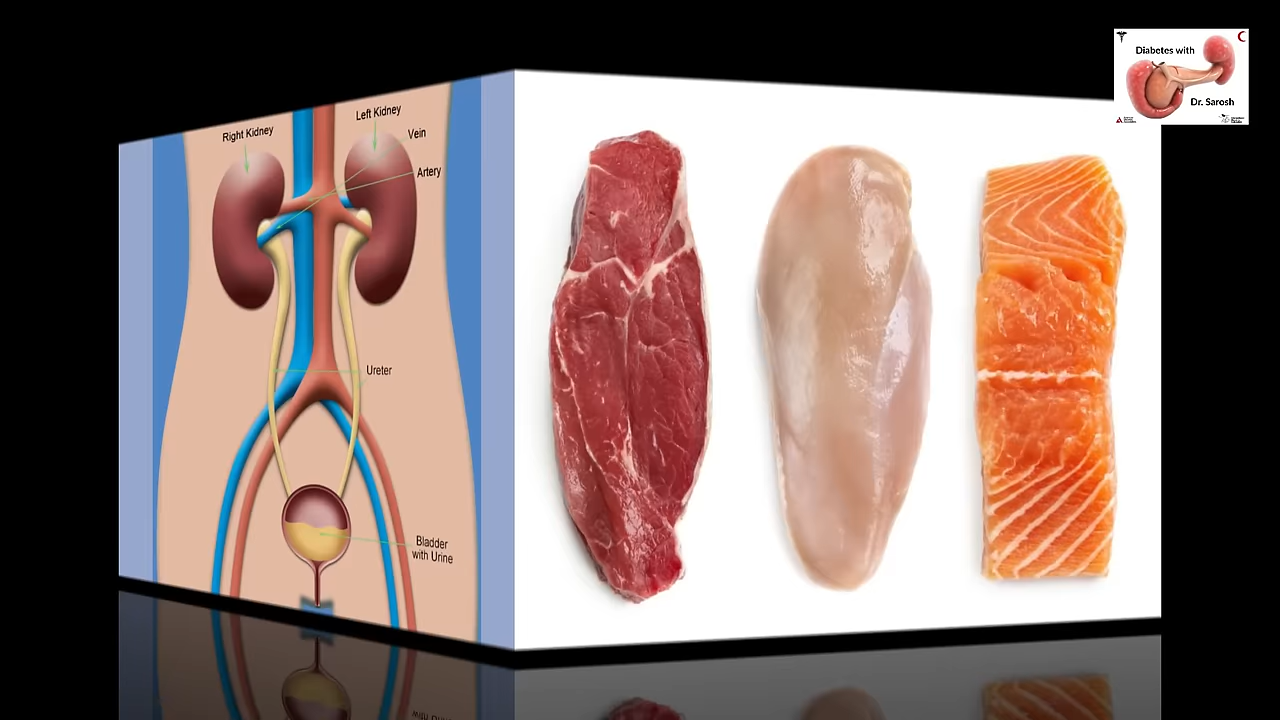 Diabetes with
Dr. Sarosh
Left Kidney
Right Kidney
Vein
Artery
Ureter
Bladder
with Urine